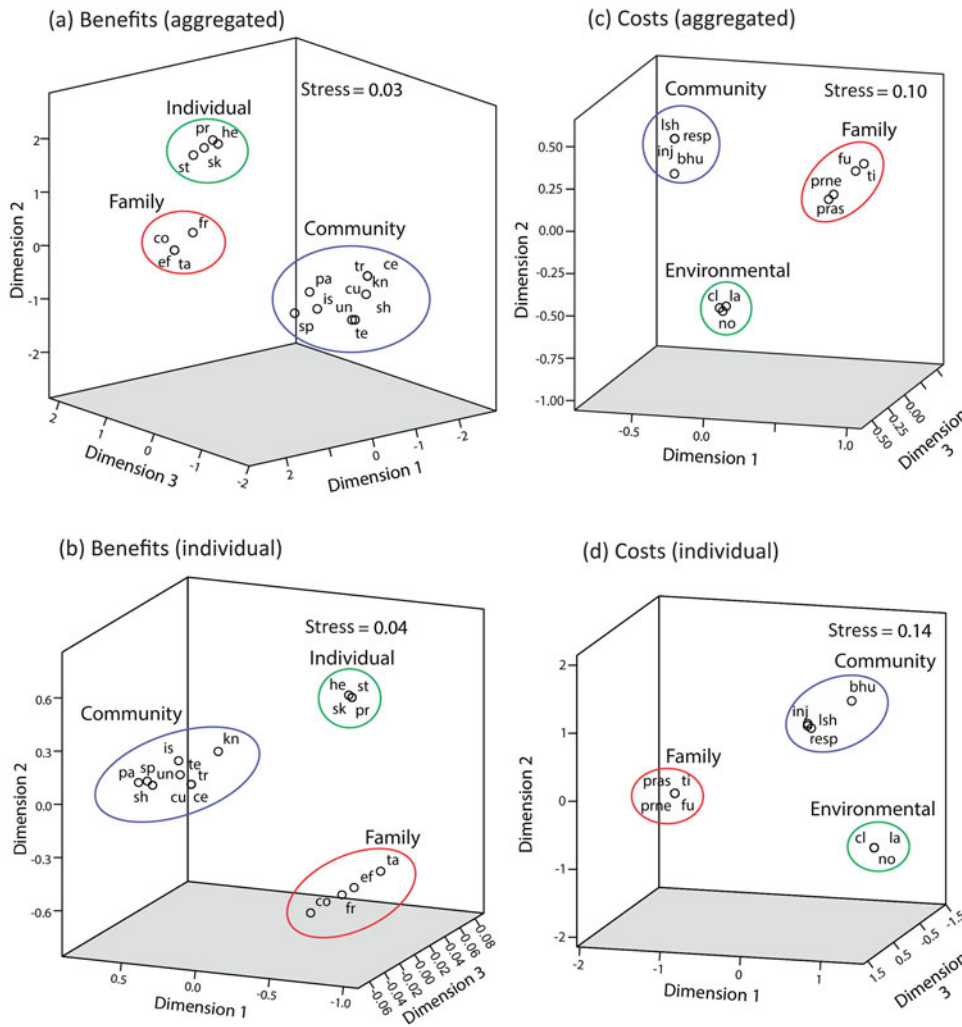 (a) Benefits (aggregated)
Stress = 0.03
Individual
pr he
st sk
Family
fr
co
ef ta
Community
tr ce
pa cu kn
is un sh
sp te
Dimension 2
2
1
0
-1
-2
2
1
0
-1
-2
Dimension 3
2
0
-1
-2
Dimension 1
(c) Costs (aggregated)
Stress = 0.10
Community
lsh resp
inj bhu
Family
fu ti
prne
pras
Environmental
cl la
no
Dimension 2
0.50
0.25
0.00
-0.25
-0.50
-0.75
-1.00
-0.5
0.0
1.0
Dimension 1
0.50
0.25
0.00
Dimension
3
(b) Benefits (individual)
Stress = 0.04
Individual
he st
sk pr
Community
kn
is te
pa sp un tr
sh cu ce
Family
ta
ef
co fr
Dimension 2
0.6
0.3
0.0
-0.3
-0.6
0.5
0.0
-0.5
-1.0
Dimension 1
-0.06
-0.04
-0.02
0.00
-0.02
-0.04
-0.06
-0.08
Dimension 3
(d) Costs (individual)
Stress = 0.14
Community
bhu
inj lsh
resp
Family
pras ti
prne fu
Environmental
cl la
no
Dimension 2
2
1
0
-1
-2
-2
-1
0
1
Dimension 1
1.5
0.5
-0.5
-1.5
Dimension
3